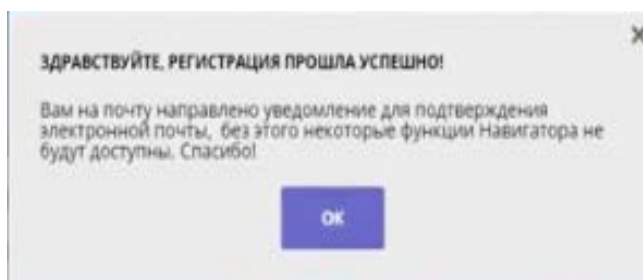 ЗДРАВСТВУЙТЕ, РЕГИСТРАЦИЯ ПРОШЛА УСПЕШНО!
Вам на почту направлено уведомление для подтверждения
электронной почты, без этого некоторые функции Навигатора не
будут доступны. Спасибо!
ОК